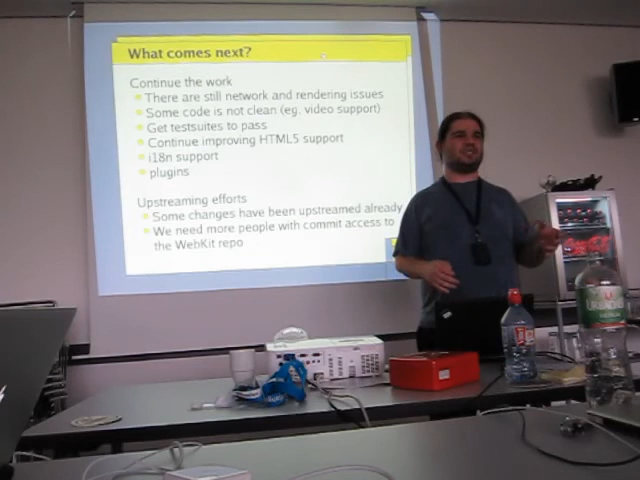 What comes next?
Continue the work
There are still network and rendering issues
Some code is not clean (eg. video support)
Get testsuites to pass
Continue improving HTML5 support
i18n support
plugins
Upstreaming efforts
Some changes have been upstreamed already
We need more people with commit access to
the WebKit repo